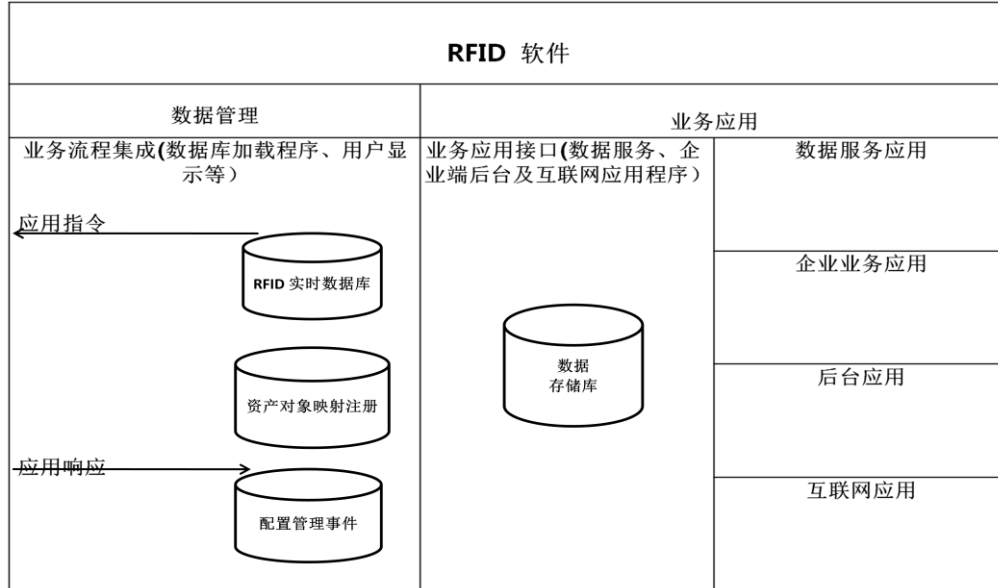 RFID 软件
数据管理
业务应用
业务流程集成(数据库加载程序、用户显
示等）
业务应用接口(数据服务、企
业端后台及互联网应用程序）
数据服务应用
应用指令
RFID 实时数据库
企业业务应用
数据
存储库
后台应用
资产对象映射注册
应用响应
配置管理事件
互联网应用